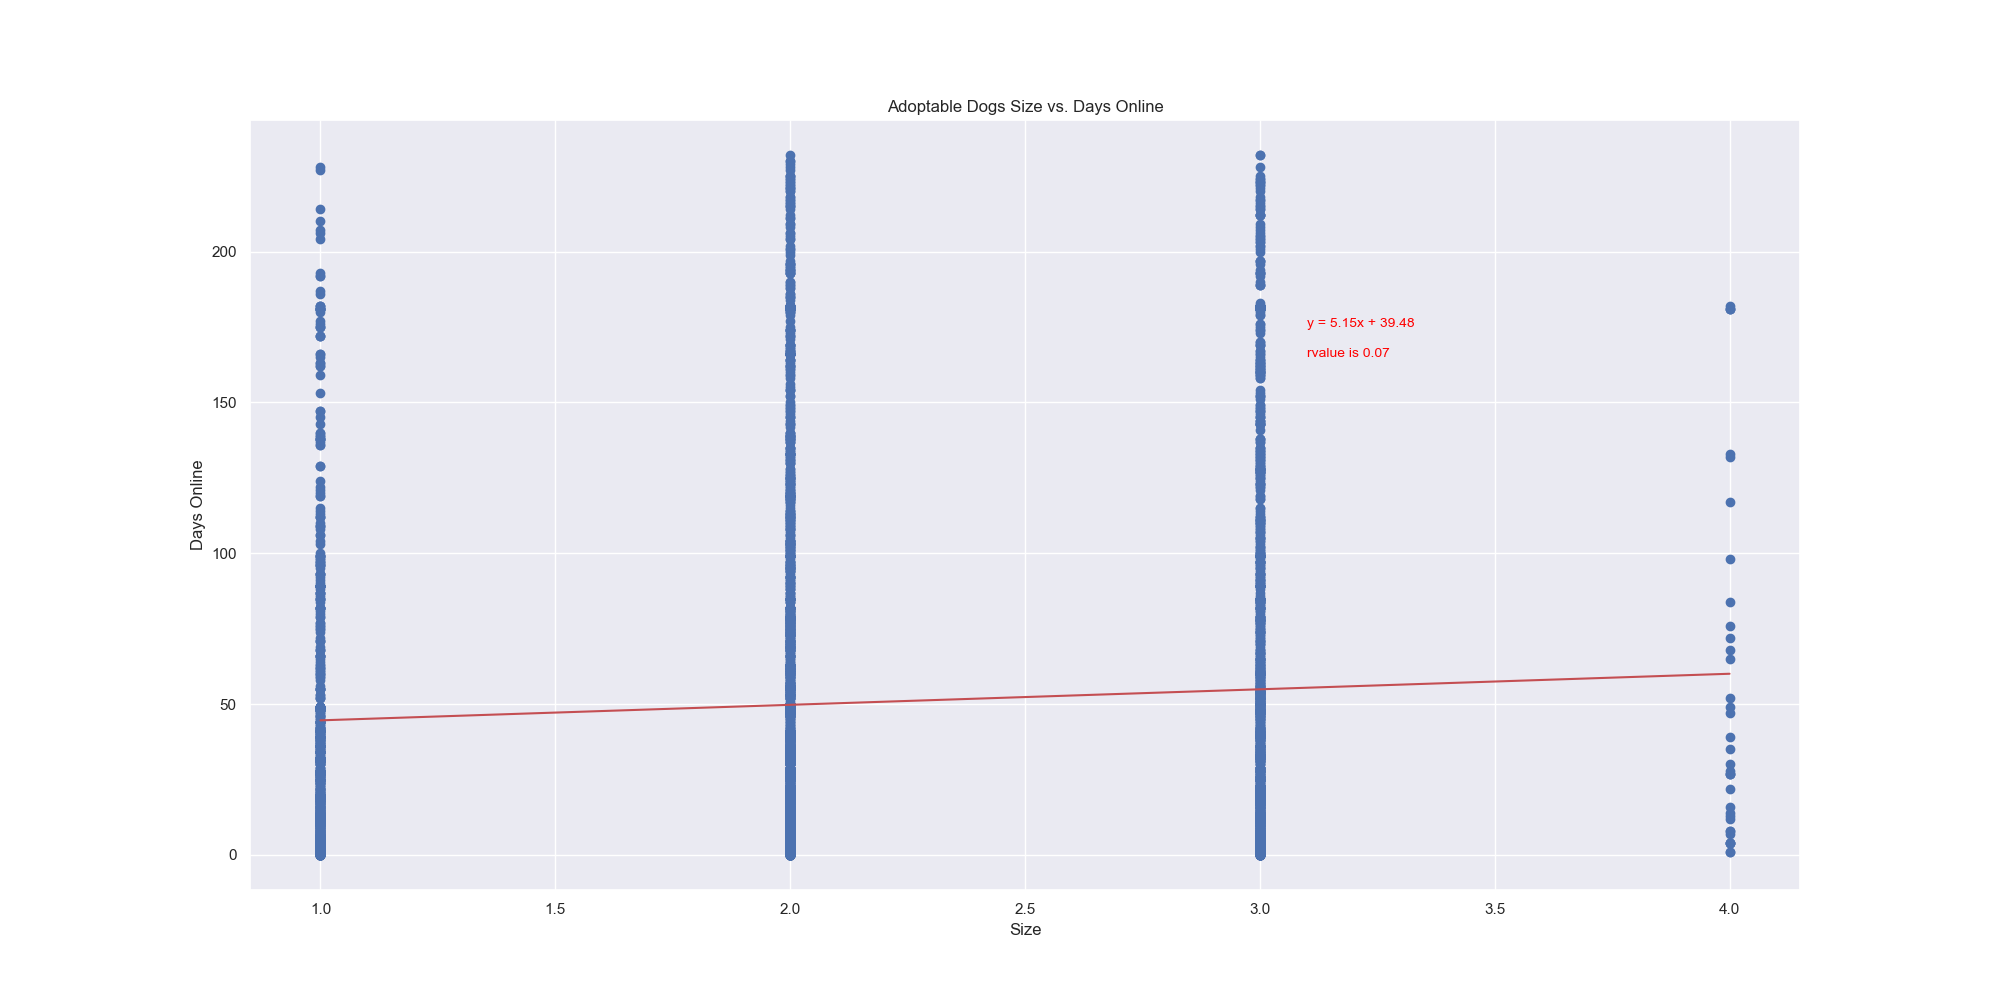 Adoptable Dogs Size vs. Days Online
Days Online
200
150
100
50
0
y = 5.15x + 39.48
rvalue is 0.07
1.0 1.5 2.0 2.5 3.0 3.5 4.0
Size